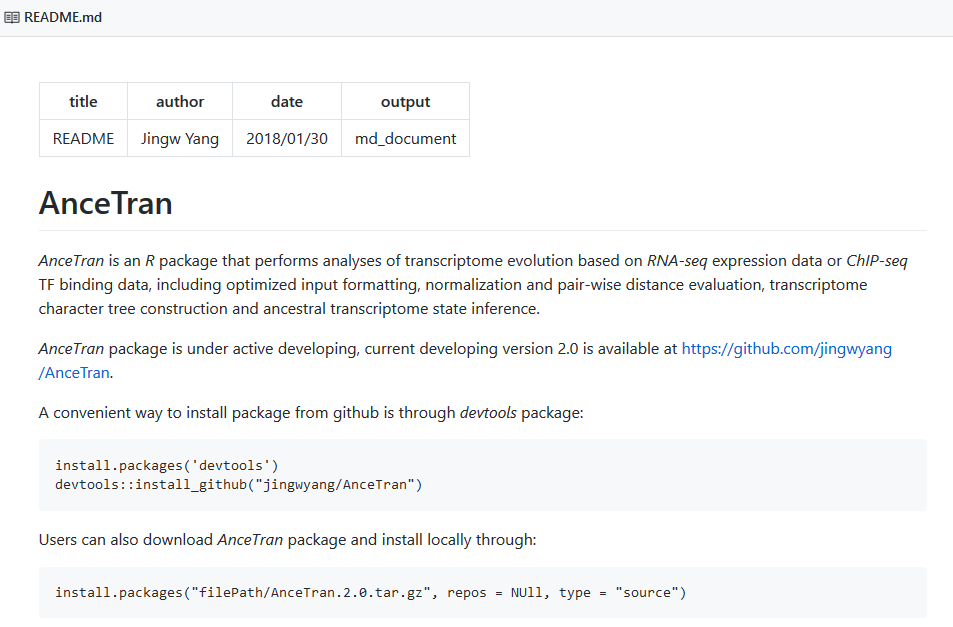 README.md
title author date output
README Jingw Yang 2018/01/30 md_document
AnceTran
AnceTran is an R package that performs analyses of transcriptome evolution based on RNA-seq expression data or ChIP-seq
TF binding data, including optimized input formatting, normalization and pair-wise distance evaluation, transcriptome
character tree construction and ancestral transcriptome state inference.
AnceTran package is under active developing, current developing version 2.0 is available at https://github.com/jingwyang
/AnceTran.
A convenient way to install package from github is through devtools package:
install.packages('devtools')
devtools::install_github("jingwyang/AnceTran")
Users can also download AnceTran package and install locally through:
install.packages("filePath/AnceTran.2.0.tar.gz", repos = NUll, type = "source")